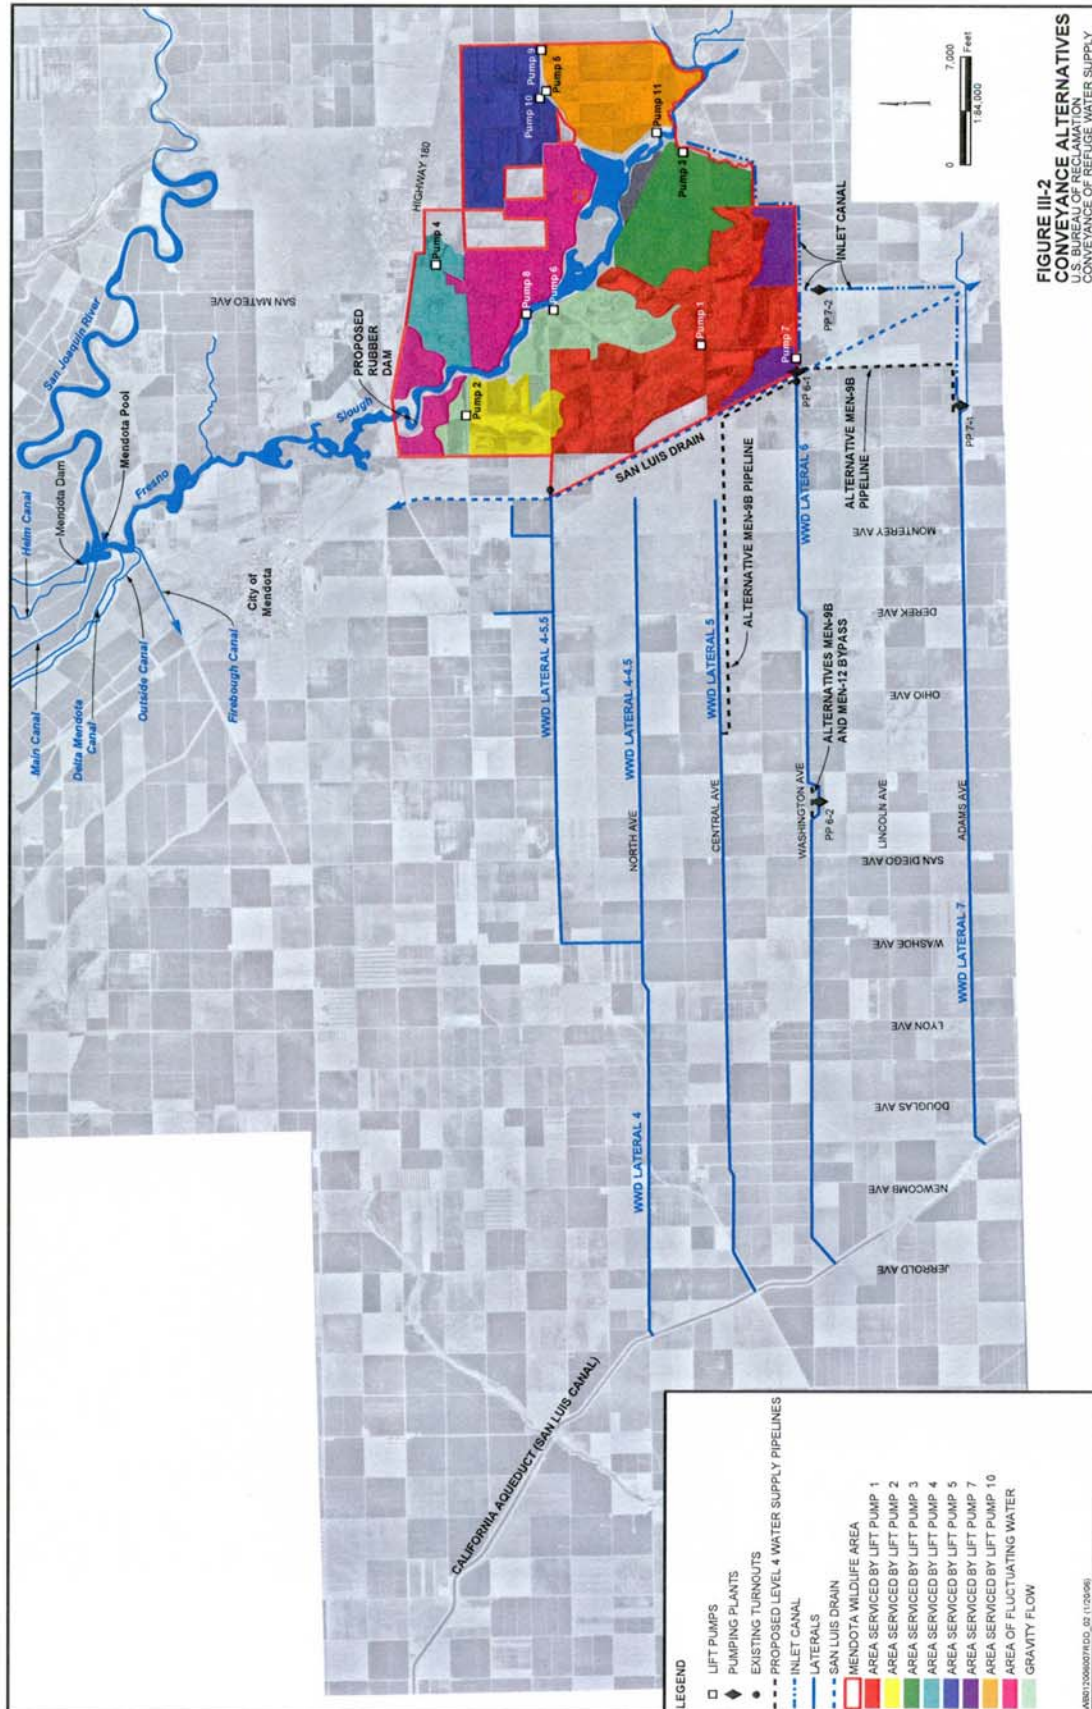 FIGURE III-2
CONVEYANCE ALTERNATIVES
U.S. BUREAU OF RECLAMATION
CONVEYANCE OF REFUGE WATER SUPPLY
0
7,000
Feet
1:84,000
Helm Canal
Main Canal
Delta Mendota
Canal
Outside Canal
Firebough Canal
Mendota Dam
Mendota Pool
San Joaquin River
Fresno
Slough
City of
Mendota
SAN MATEO AVE
HIGHWAY 180
PROPOSED
RUBBER
DAM
Pump 9
Pump 10
Pump 5
Pump 11
Pump 3
Pump 4
Pump 8
Pump 6
Pump 2
Pump 1
Pump 7
INLET CANAL
PP 7-2
PP 6-1
PP 7-1
PP 6-2
SAN LUIS DRAIN
ALTERNATIVE MEN-9B PIPELINE
ALTERNATIVE MEN-9B
PIPELINE
ALTERNATIVES MEN-9B
AND MEN-12 BYPASS
WWD LATERAL 4-5.5
WWD LATERAL 4-4.5
WWD LATERAL 5
WWD LATERAL 6
WWD LATERAL 7
WWD LATERAL 4
NORTH AVE
CENTRAL AVE
WASHINGTON AVE
LINCOLN AVE
ADAMS AVE
MONTEREY AVE
DEREK AVE
OHIO AVE
SAN DIEGO AVE
WASHOE AVE
LYON AVE
DOUGLAS AVE
NEWCOMB AVE
JERROLD AVE
CALIFORNIA AQUEDUCT (SAN LUIS CANAL)
LEGEND
LIFT PUMPS
PUMPING PLANTS
EXISTING TURNOUTS
PROPOSED LEVEL 4 WATER SUPPLY PIPELINES
INLET CANAL
LATERALS
SAN LUIS DRAIN
MENDOTA WILDLIFE AREA
AREA SERVICED BY LIFT PUMP 1
AREA SERVICED BY LIFT PUMP 2
AREA SERVICED BY LIFT PUMP 3
AREA SERVICED BY LIFT PUMP 4
AREA SERVICED BY LIFT PUMP 5
AREA SERVICED BY LIFT PUMP 7
AREA SERVICED BY LIFT PUMP 10
AREA OF FLUCTUATING WATER
GRAVITY FLOW